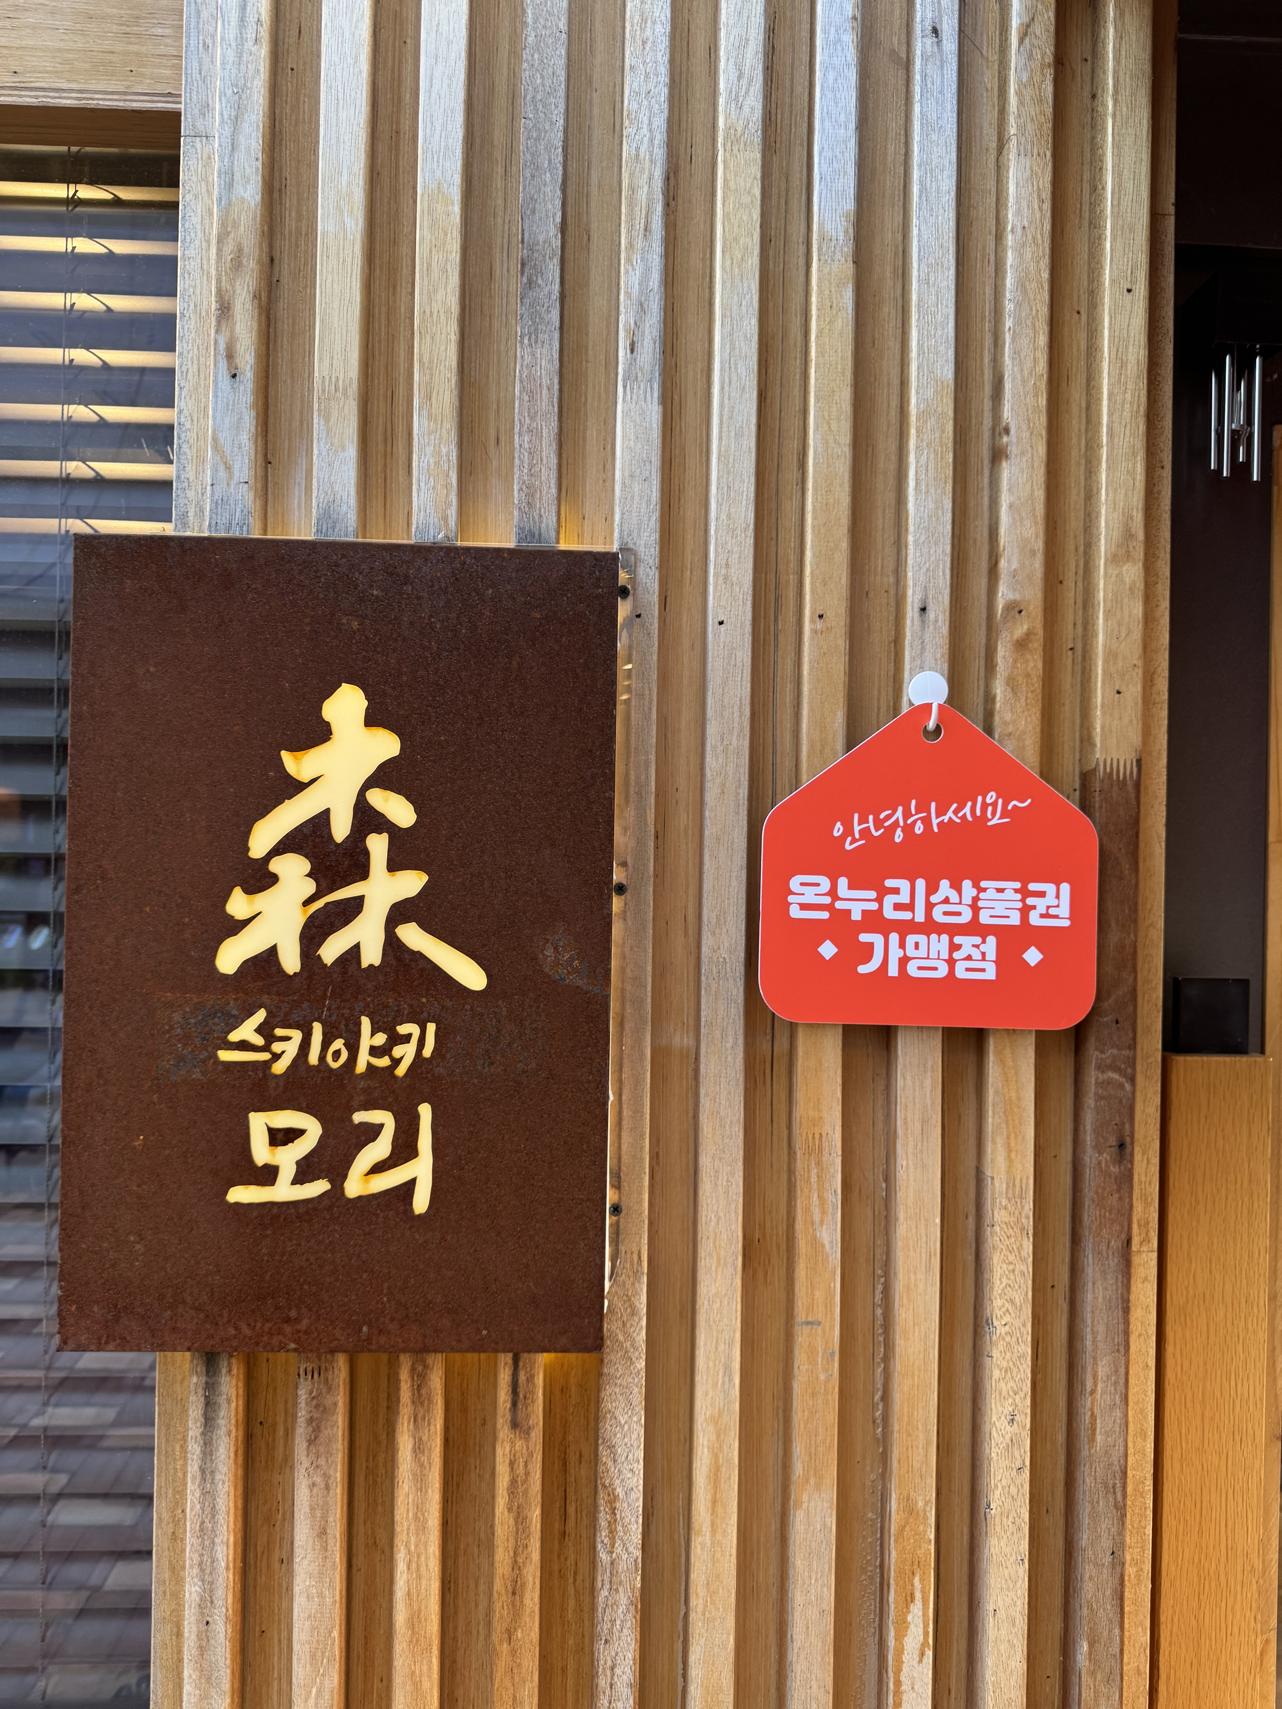 森
스키야키
모리
안녕하세요~
온누리상품권
가맹점